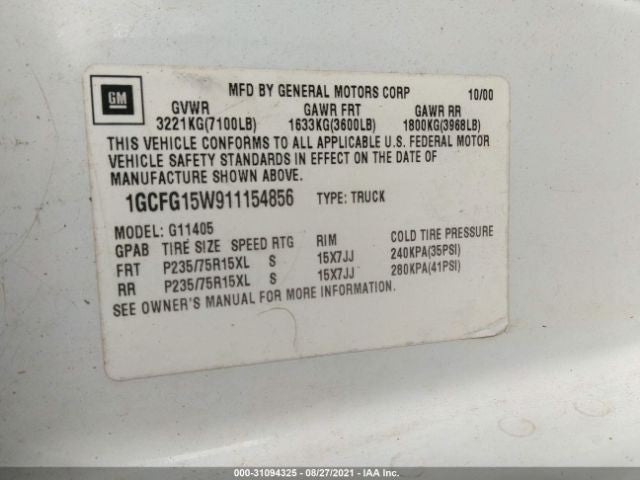 GM
MFD BY GENERAL MOTORS CORP 10/00
GVWR GAWR FRT GAWR RR
3221KG(7100LB) 1633KG(3600LB) 1800KG(3968LB)
THIS VEHICLE CONFORMS TO ALL APPLICABLE U.S. FEDERAL MOTOR
VEHICLE SAFETY STANDARDS IN EFFECT ON THE DATE OF
MANUFACTURE SHOWN ABOVE.
1GCFG15W911154856 TYPE: TRUCK
MODEL: G11405
GPAB TIRE SIZE SPEED RTG RIM COLD TIRE PRESSURE
FRT P235/75R15XL S 15X7JJ 240KPA(35PSI)
RR P235/75R15XL S 15X7JJ 280KPA(41PSI)
SEE OWNER'S MANUAL FOR MORE INFORMATION.
000-31094325 - 08/27/2021 - IAA Inc.